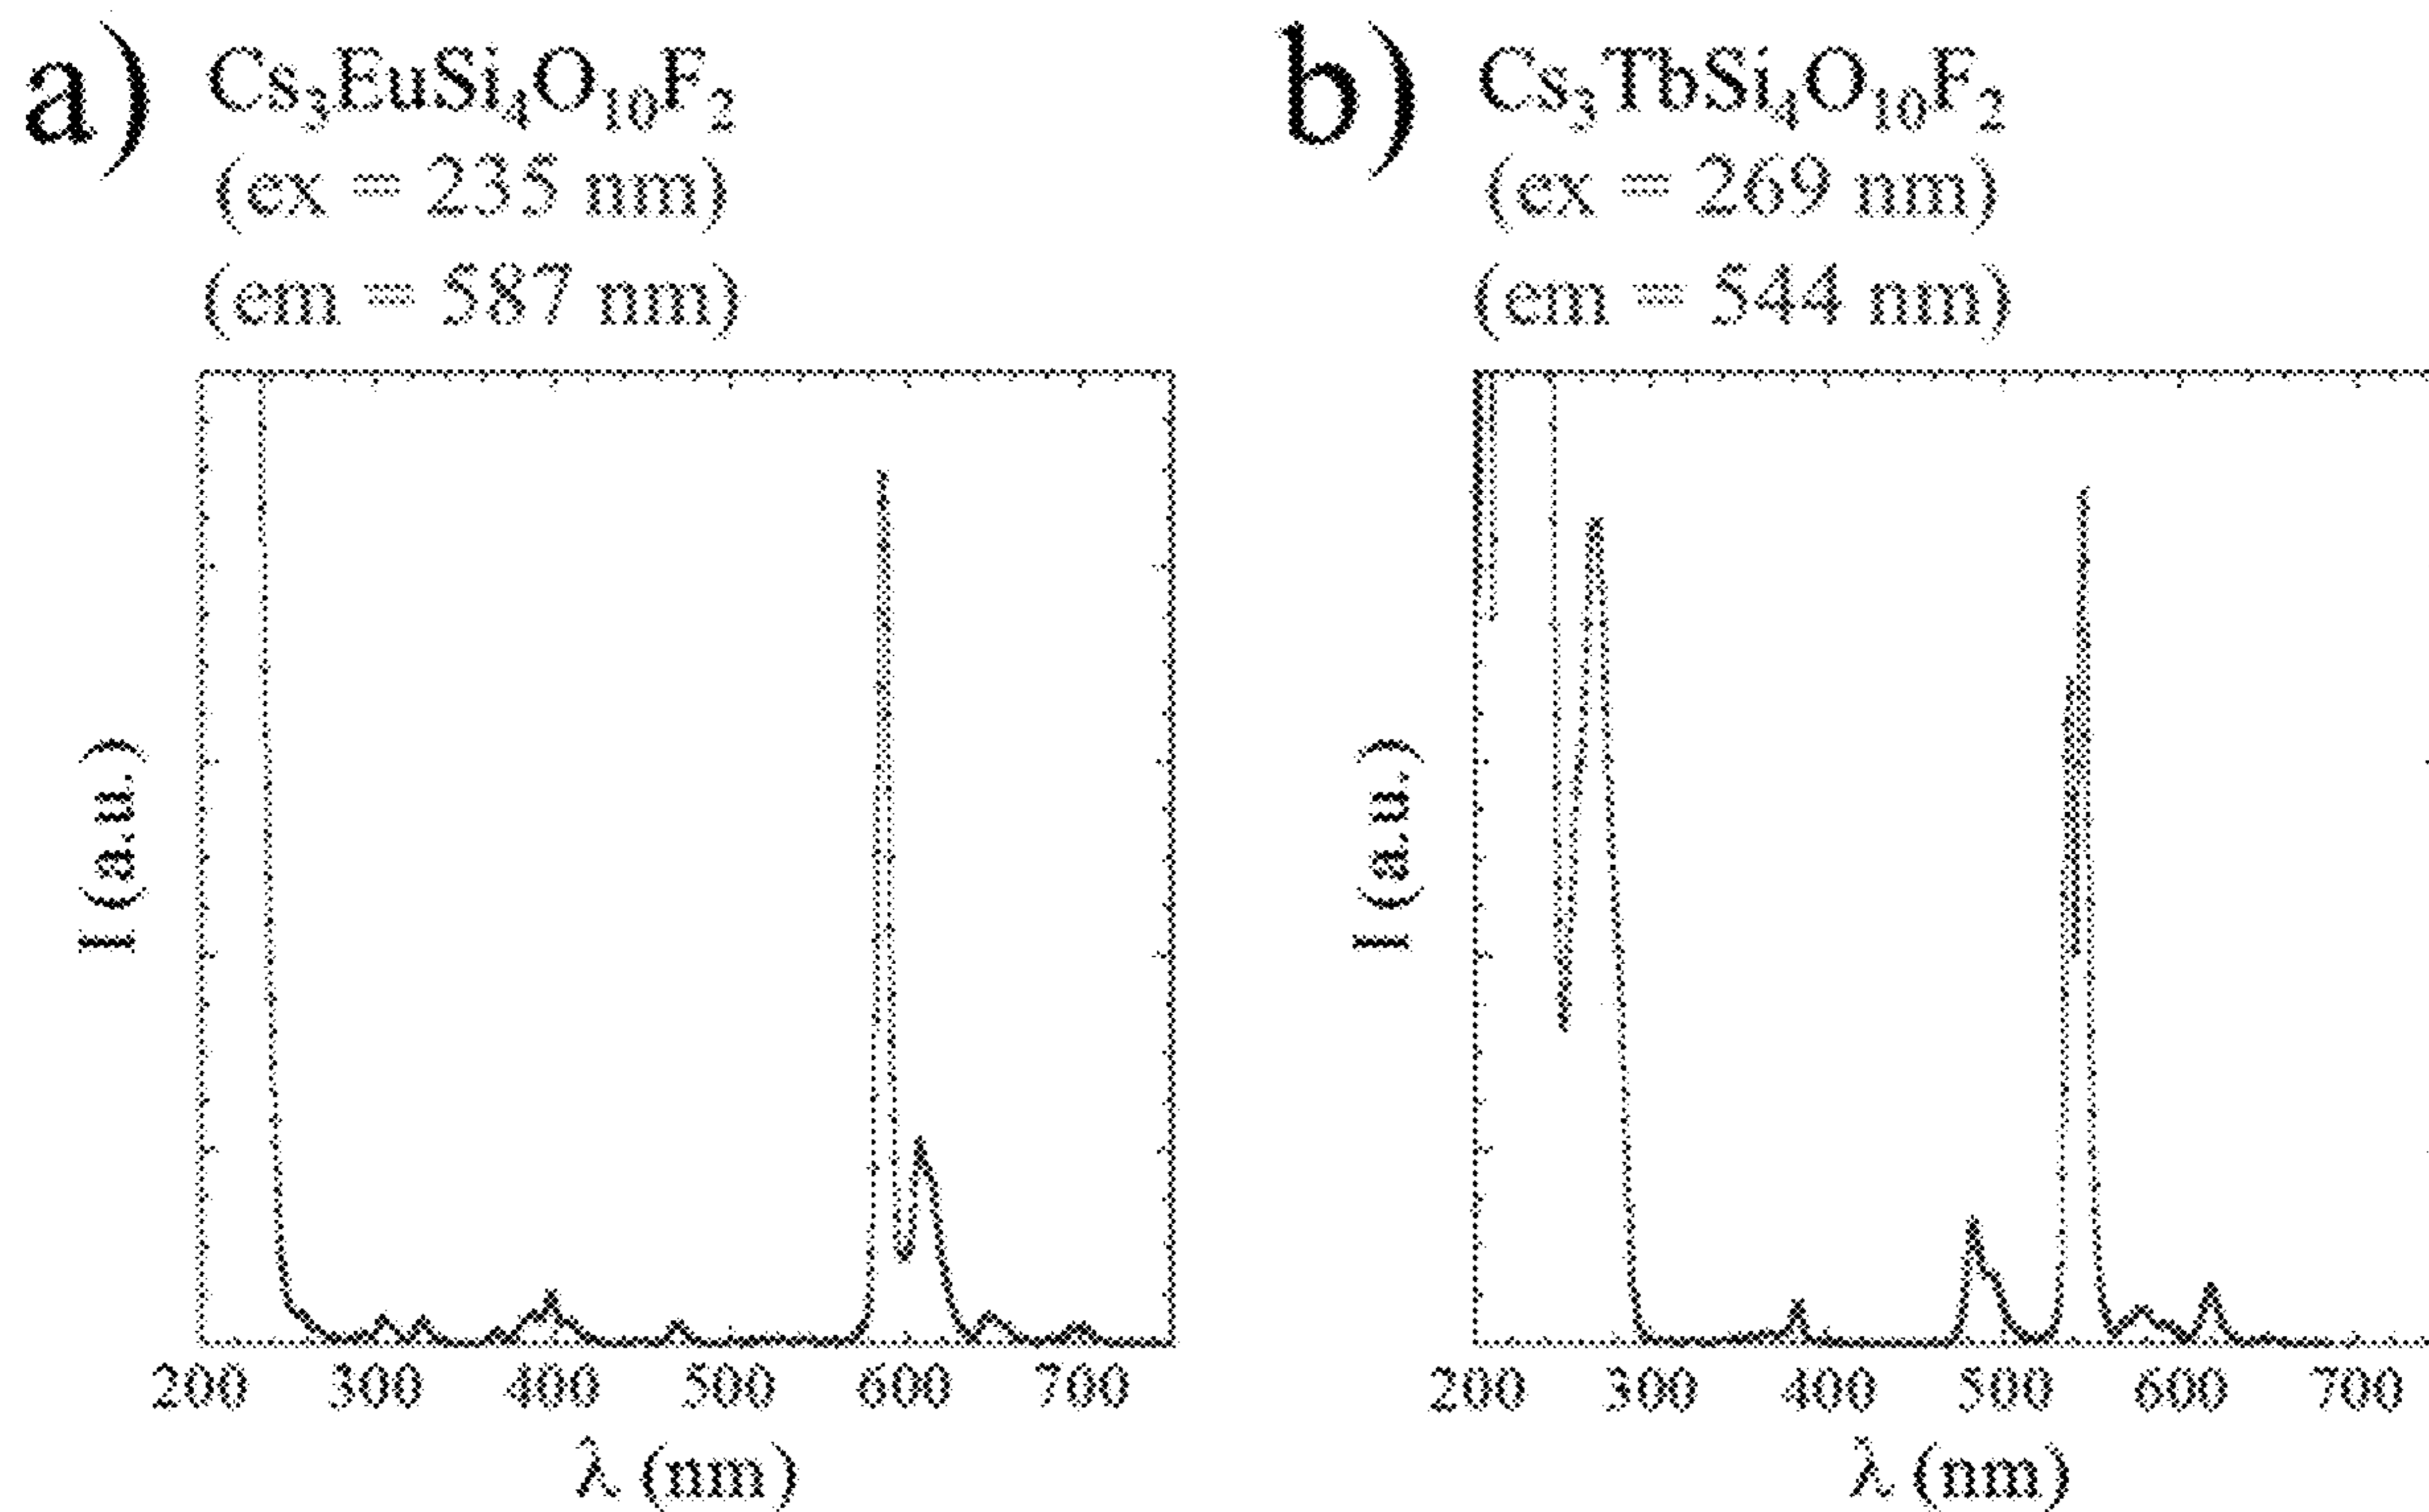 a) Cs₃EuSi₄O₁₀F₂
(ex = 235 nm)
(em = 587 nm)
I (a.u.)
200 300 400 500 600 700
λ (nm)
b) Cs₃TbSi₄O₁₀F₂
(ex = 269 nm)
(em = 544 nm)
I (a.u.)
200 300 400 500 600 700
λ (nm)